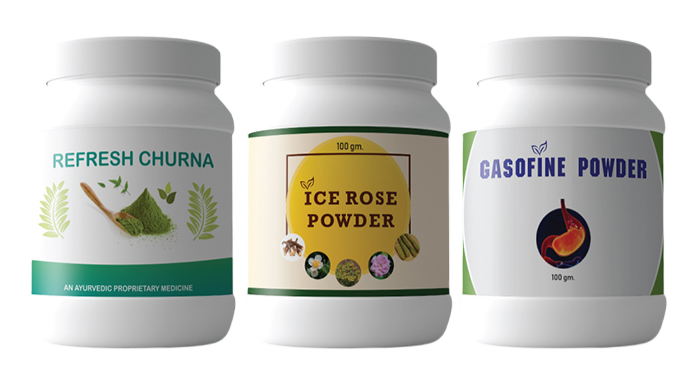 REFRESH CHURNA
AN AYURVEDIC PROPRIETARY MEDICINE
100 gm.
ICE ROSE
POWDER
GASOFINE POWDER
100 gm.